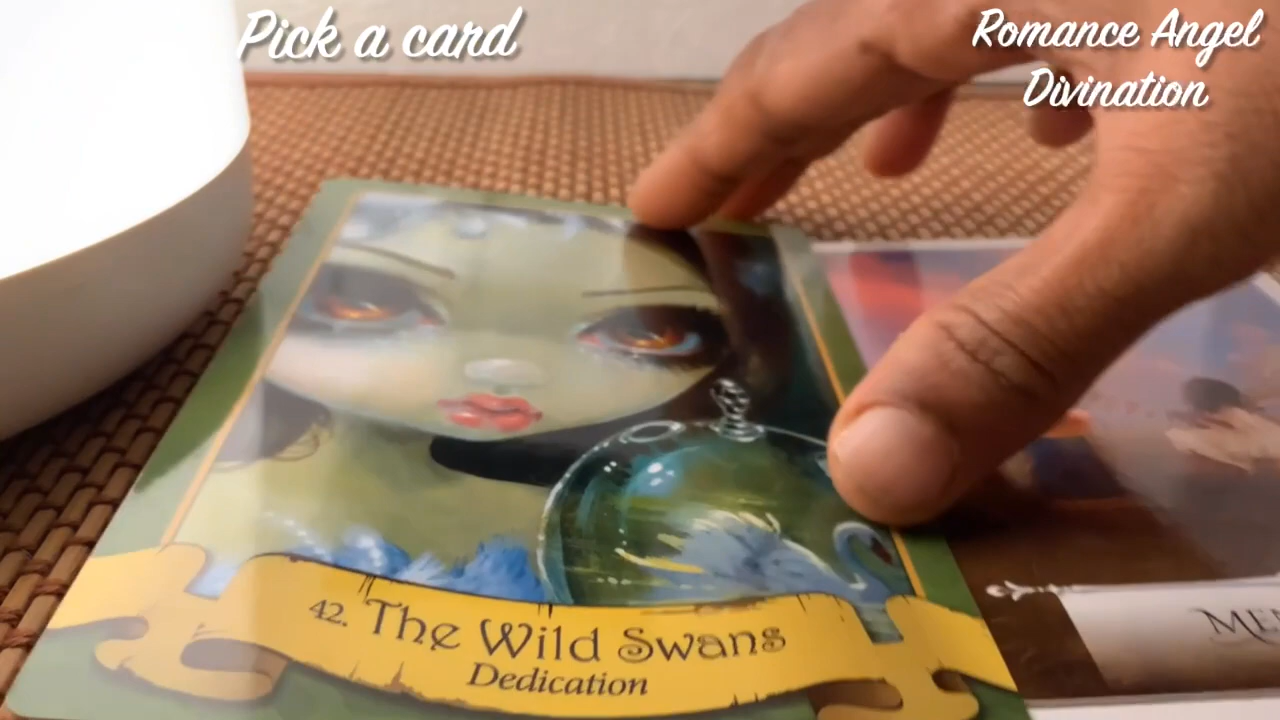 Pick a card
Romance Angel
Divination
42. The Wild Swans
Dedication